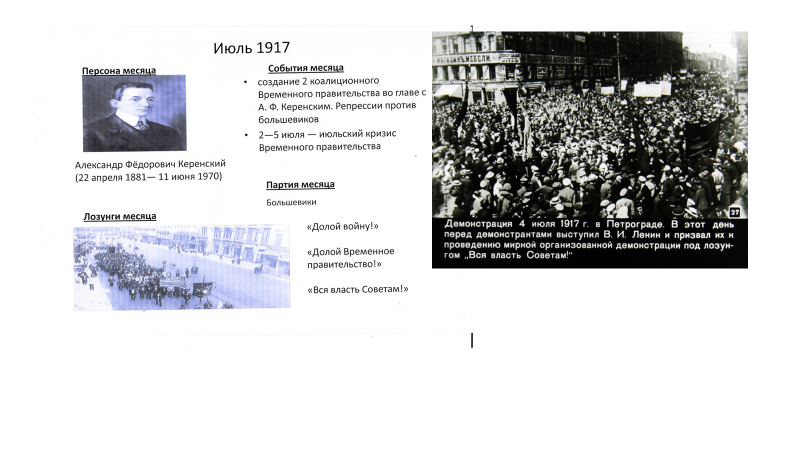 Июль 1917
Персона месяца
Александр Фёдорович Керенский
(22 апреля 1881— 11 июня 1970)
События месяца
• создание 2 коалиционного
Временного правительства во главе с
А. Ф. Керенским. Репрессии против
большевиков
• 2—5 июля — июльский кризис
Временного правительства
Партия месяца
Большевики
Лозунги месяца
«Долой войну!»
«Долой Временное
правительство!»
«Вся власть Советам!»
27
Демонстрация 4 июля 1917 г. в Петрограде. В этот день
перед демонстрантами выступил В. И. Ленин и призвал их к
проведению мирной организованной демонстрации под лозун-
гом „Вся власть Советам!"